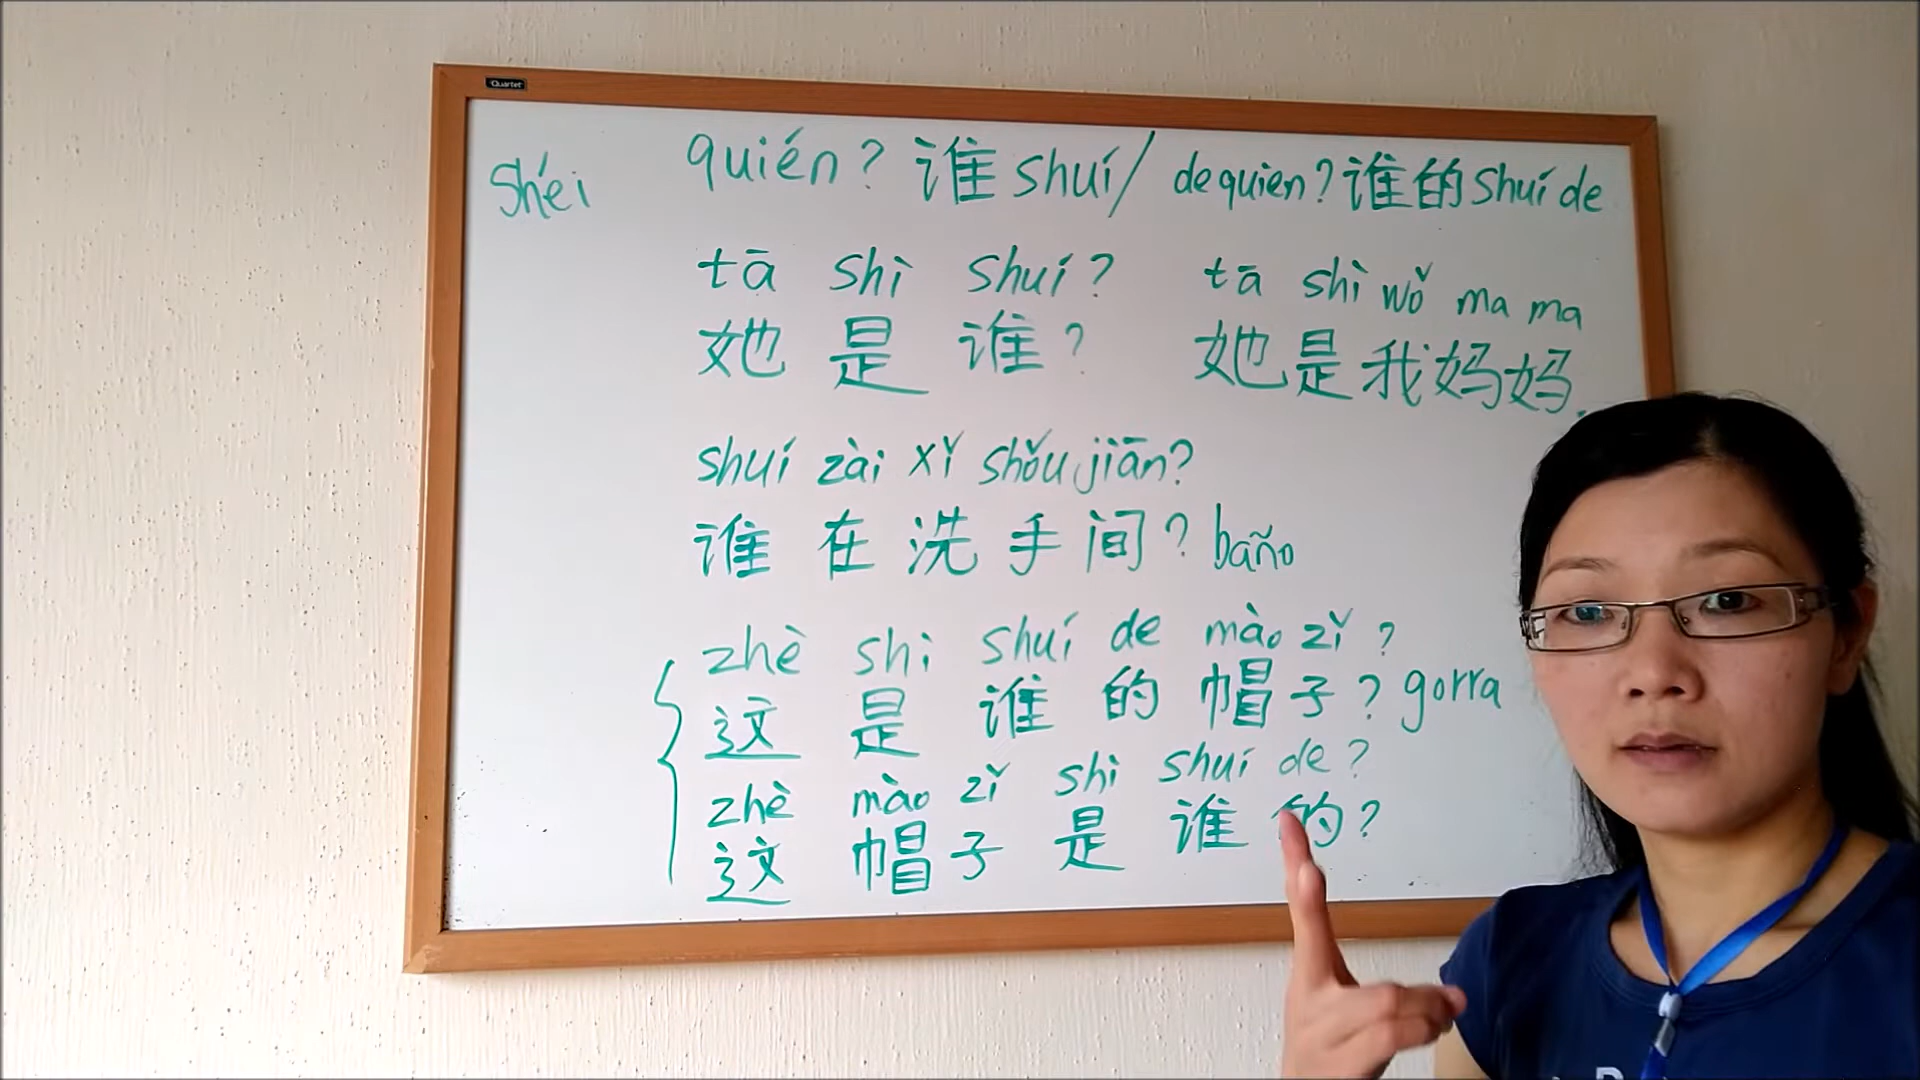 Quartet
shéi
quién? 谁 shuí/ de quien? 谁的 shuí de
tā shì shuí? tā shì wǒ ma ma
她是谁? 她是我妈妈.
shuí zài xǐ shǒu jiān?
谁在洗手间? baño
zhè shì shuí de mào zǐ?
这是谁的帽子? gorra
zhè mào zǐ shì shuí de?
这帽子是谁的?